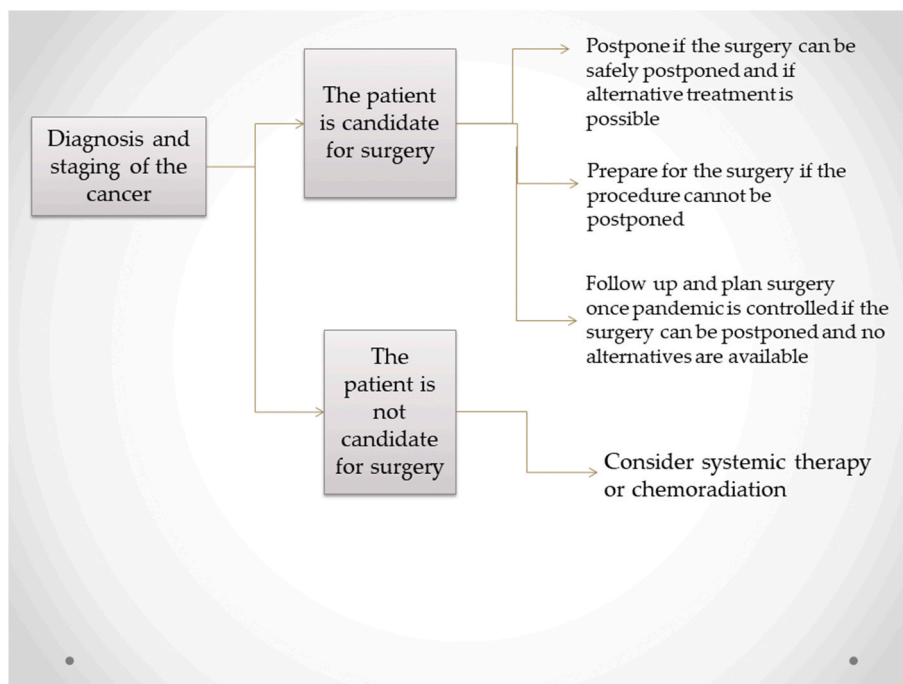 Diagnosis and
staging of the
cancer
The patient
is candidate
for surgery
Postpone if the surgery can be
safely postponed and if
alternative treatment is
possible
Prepare for the surgery if the
procedure cannot be
postponed
Follow up and plan surgery
once pandemic is controlled if the
surgery can be postponed and no
alternatives are available
The
patient is
not
candidate
for surgery
Consider systemic therapy
or chemoradiation